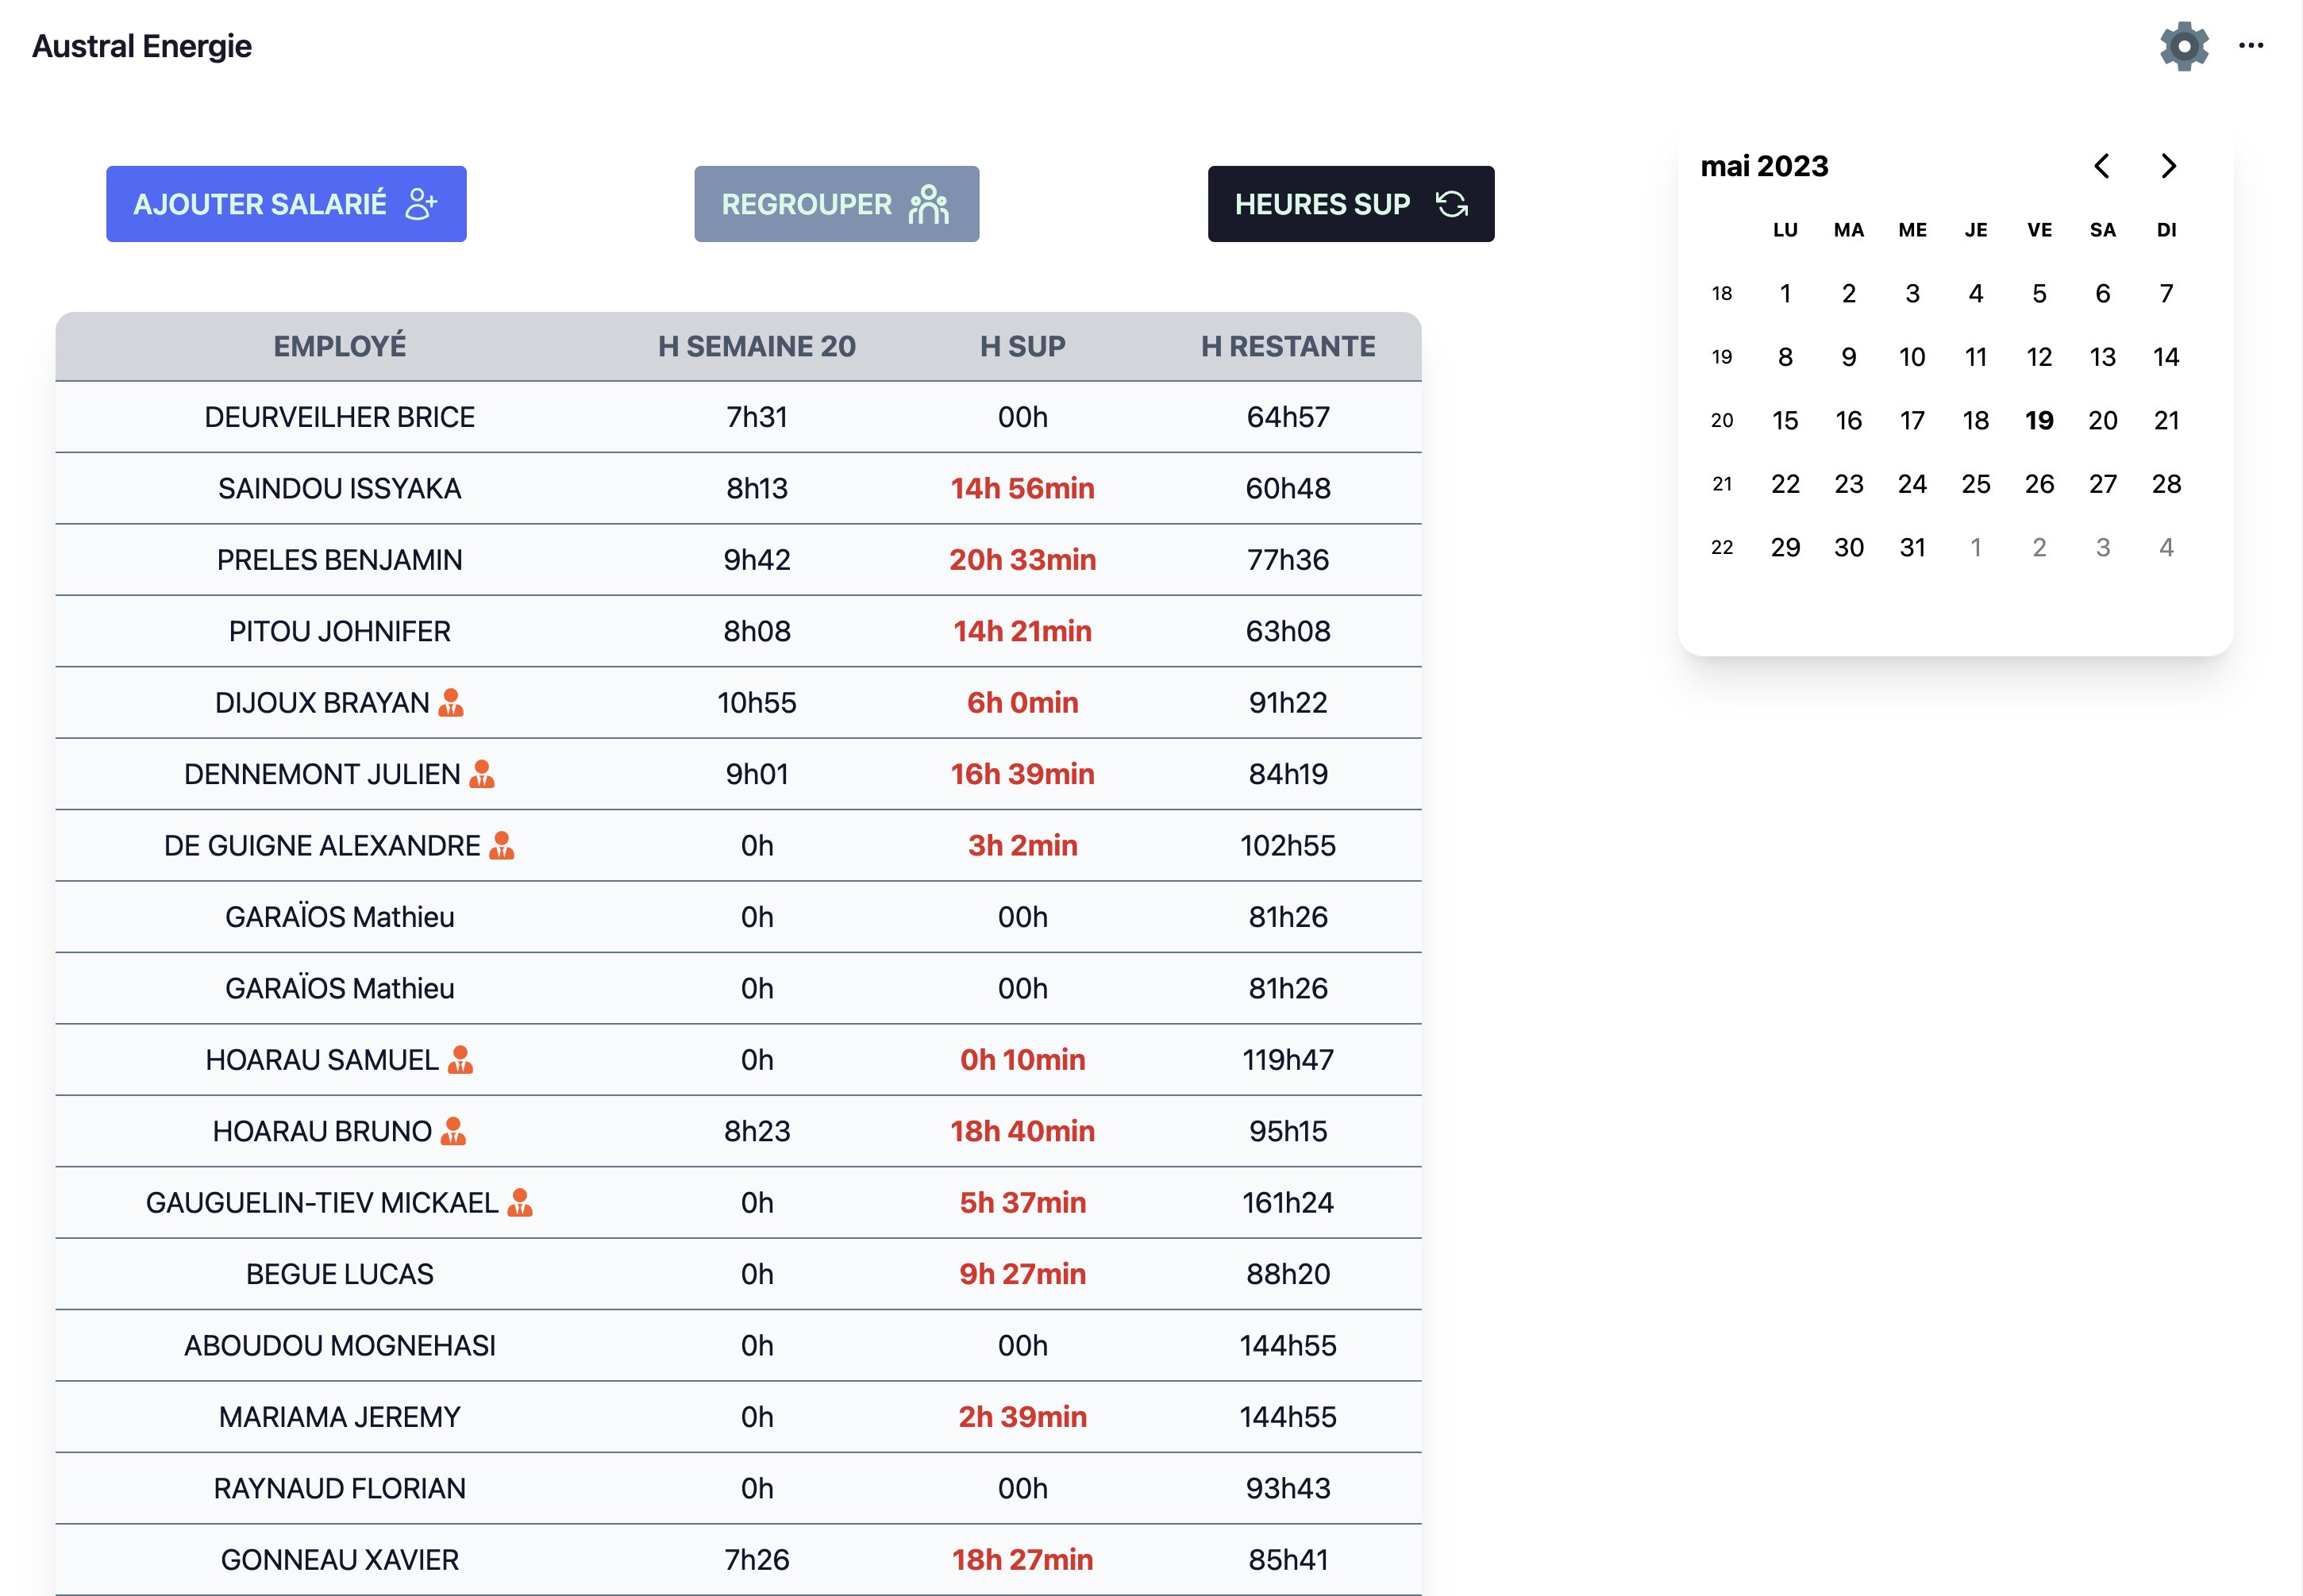 Austral Energie
AJOUTER SALARIÉ
REGROUPER
HEURES SUP
EMPLOYÉ H SEMAINE 20 H SUP H RESTANTE
DEURVEILHER BRICE 7h31 00h 64h57
SAINDOU ISSYAKA 8h13 14h 56min 60h48
PRELES BENJAMIN 9h42 20h 33min 77h36
PITOU JOHNIFER 8h08 14h 21min 63h08
DIJOUX BRAYAN 10h55 6h 0min 91h22
DENNEMONT JULIEN 9h01 16h 39min 84h19
DE GUIGNE ALEXANDRE 0h 3h 2min 102h55
GARAÏOS Mathieu 0h 00h 81h26
GARAÏOS Mathieu 0h 00h 81h26
HOARAU SAMUEL 0h 0h 10min 119h47
HOARAU BRUNO 8h23 18h 40min 95h15
GAUGUELIN-TIEV MICKAEL 0h 5h 37min 161h24
BEGUE LUCAS 0h 9h 27min 88h20
ABOUDOU MOGNEHASI 0h 00h 144h55
MARIAMA JEREMY 0h 2h 39min 144h55
RAYNAUD FLORIAN 0h 00h 93h43
GONNEAU XAVIER 7h26 18h 27min 85h41
mai 2023
LU MA ME JE VE SA DI
18 1 2 3 4 5 6 7
19 8 9 10 11 12 13 14
20 15 16 17 18 19 20 21
21 22 23 24 25 26 27 28
22 29 30 31 1 2 3 4